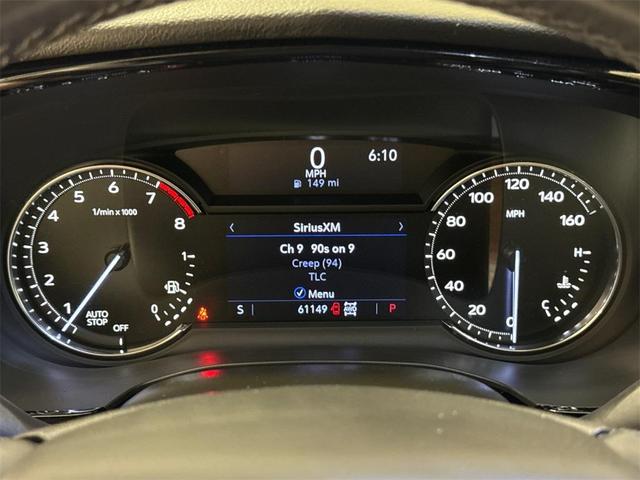 0
MPH
6:10
149 mi
SiriusXM
Ch 9 90s on 9
Creep (94)
TLC
Menu
S
61149
AWD
P
1
2
3
4
5
6
7
8
1/min x 1000
AUTO
STOP
OFF
1
0
0
20
40
60
80
100
120
140
160
MPH
H
C